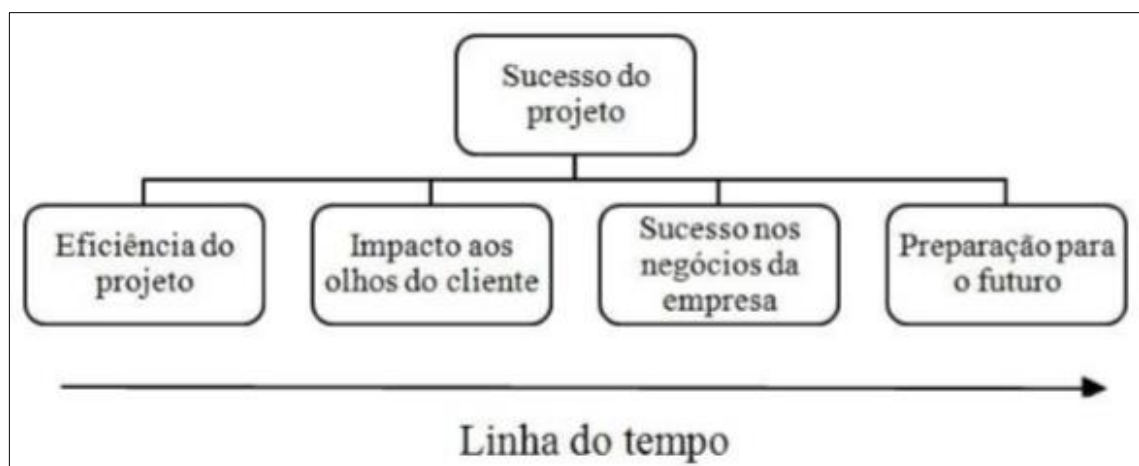 Sucesso do
projeto
Eficiência do
projeto
Impacto aos
olhos do cliente
Sucesso nos
negócios da
empresa
Preparação para
o futuro
Linha do tempo